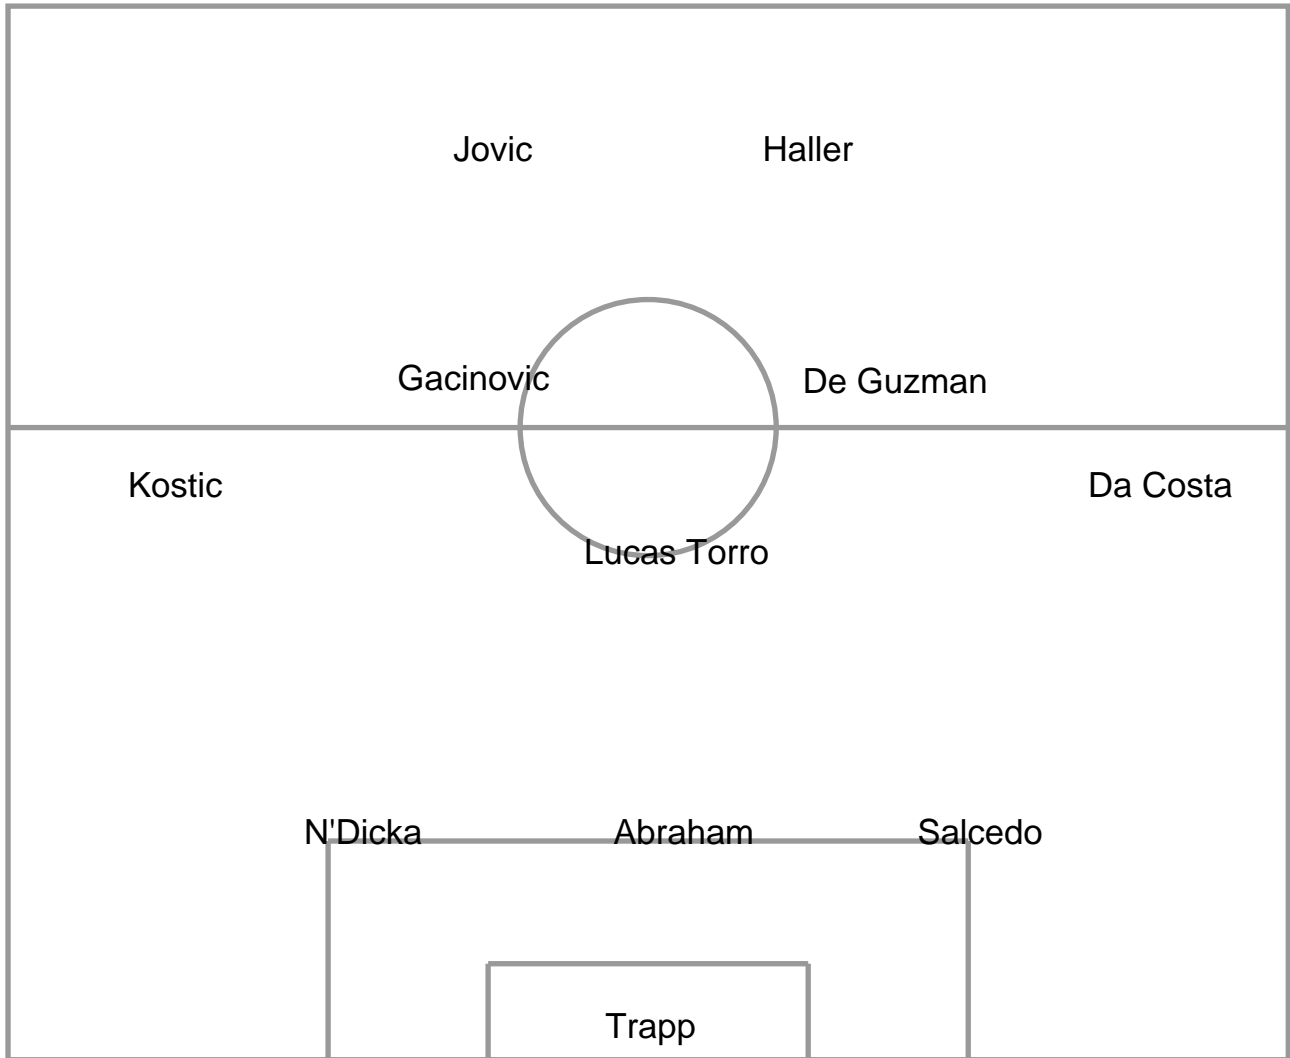 Jovic
Haller
Gacinovic
De Guzman
Kostic
Da Costa
Lucas Torro
N'Dicka
Abraham
Salcedo
Trapp